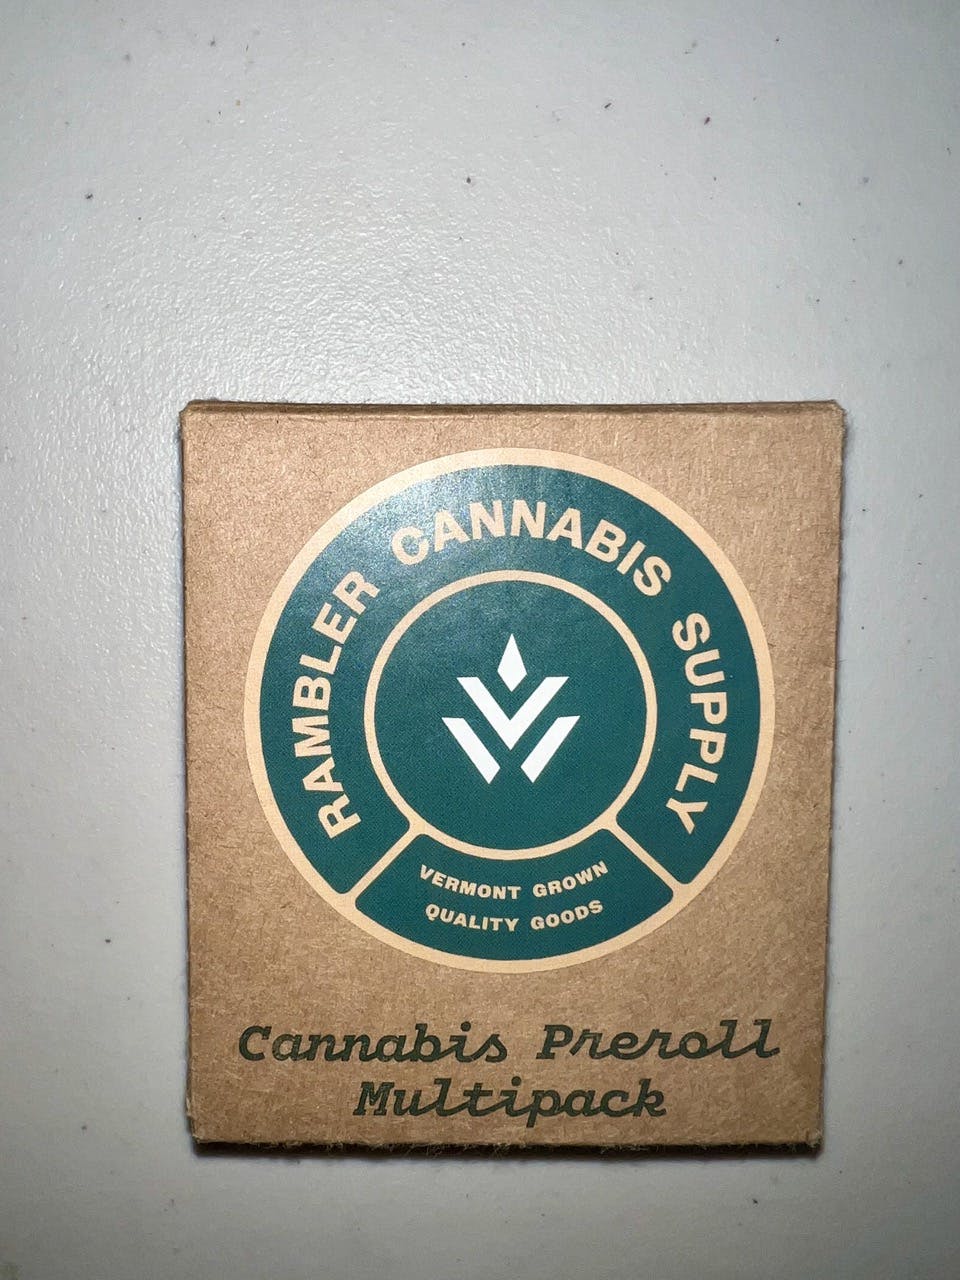 RAMBLER CANNABIS SUPPLY
VERMONT GROWN
QUALITY GOODS
Cannabis Preroll
Multipack